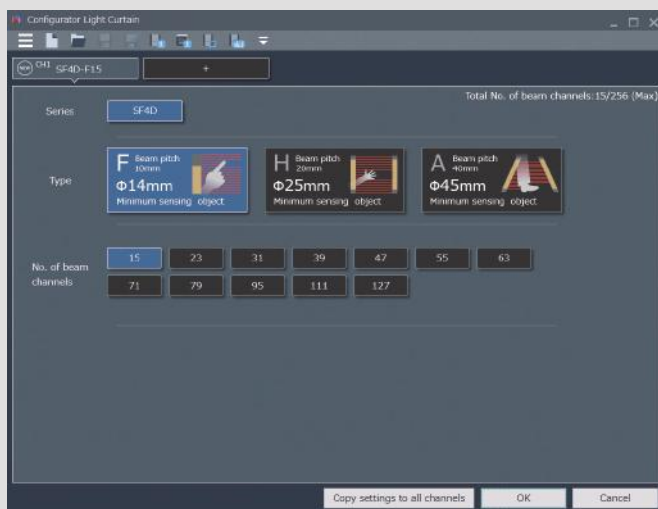 Configurator Light Curtain
NEW CH1 SF4D-F15
+
Total No. of beam channels:15/256 (Max)
Series
SF4D
Type
F Beam pitch 10mm
Φ14mm
Minimum sensing object
H Beam pitch 20mm
Φ25mm
Minimum sensing object
A Beam pitch 40mm
Φ45mm
Minimum sensing object
No. of beam channels
15 23 31 39 47 55 63
71 79 95 111 127
Copy settings to all channels OK Cancel